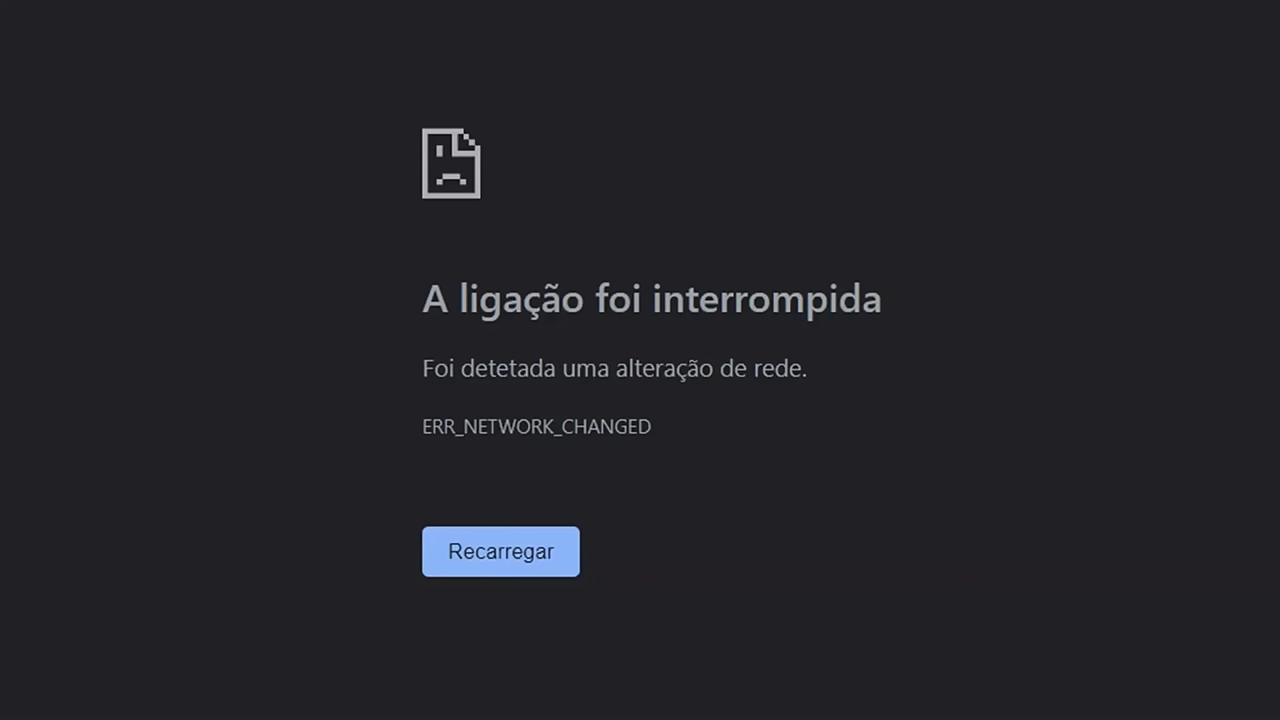 A ligação foi interrompida
Foi detetada uma alteração de rede.
ERR_NETWORK_CHANGED
Recarregar